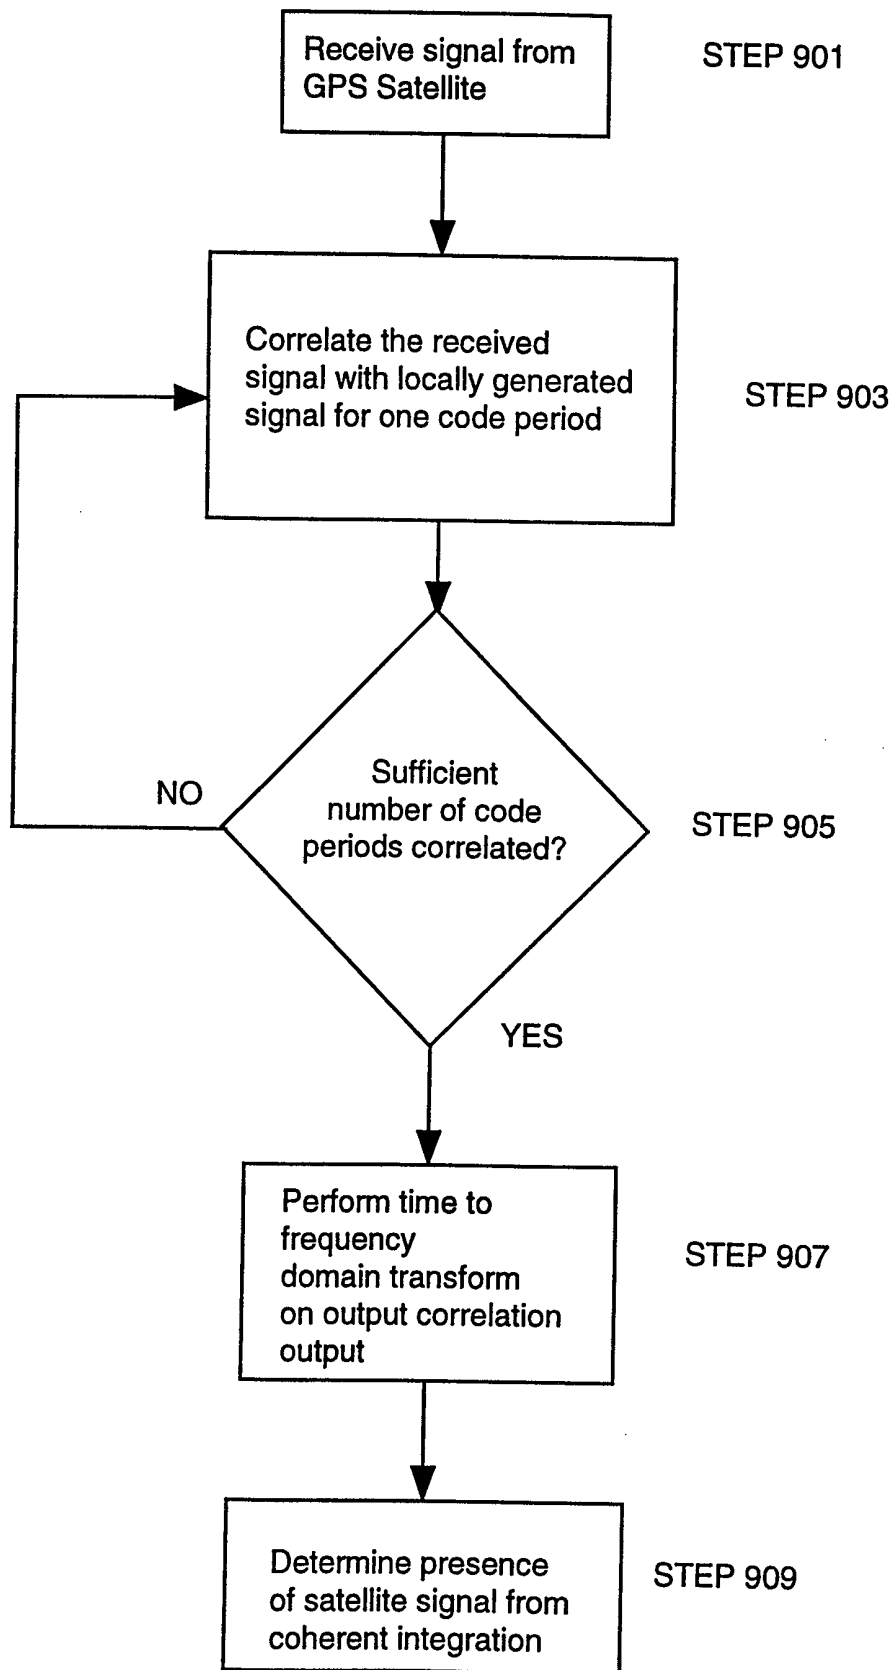 Receive signal from
GPS Satellite
STEP 901
Correlate the received
signal with locally generated
signal for one code period
STEP 903
Sufficient
number of code
periods correlated?
NO
STEP 905
YES
Perform time to
frequency
domain transform
on output correlation
output
STEP 907
Determine presence
of satellite signal from
coherent integration
STEP 909